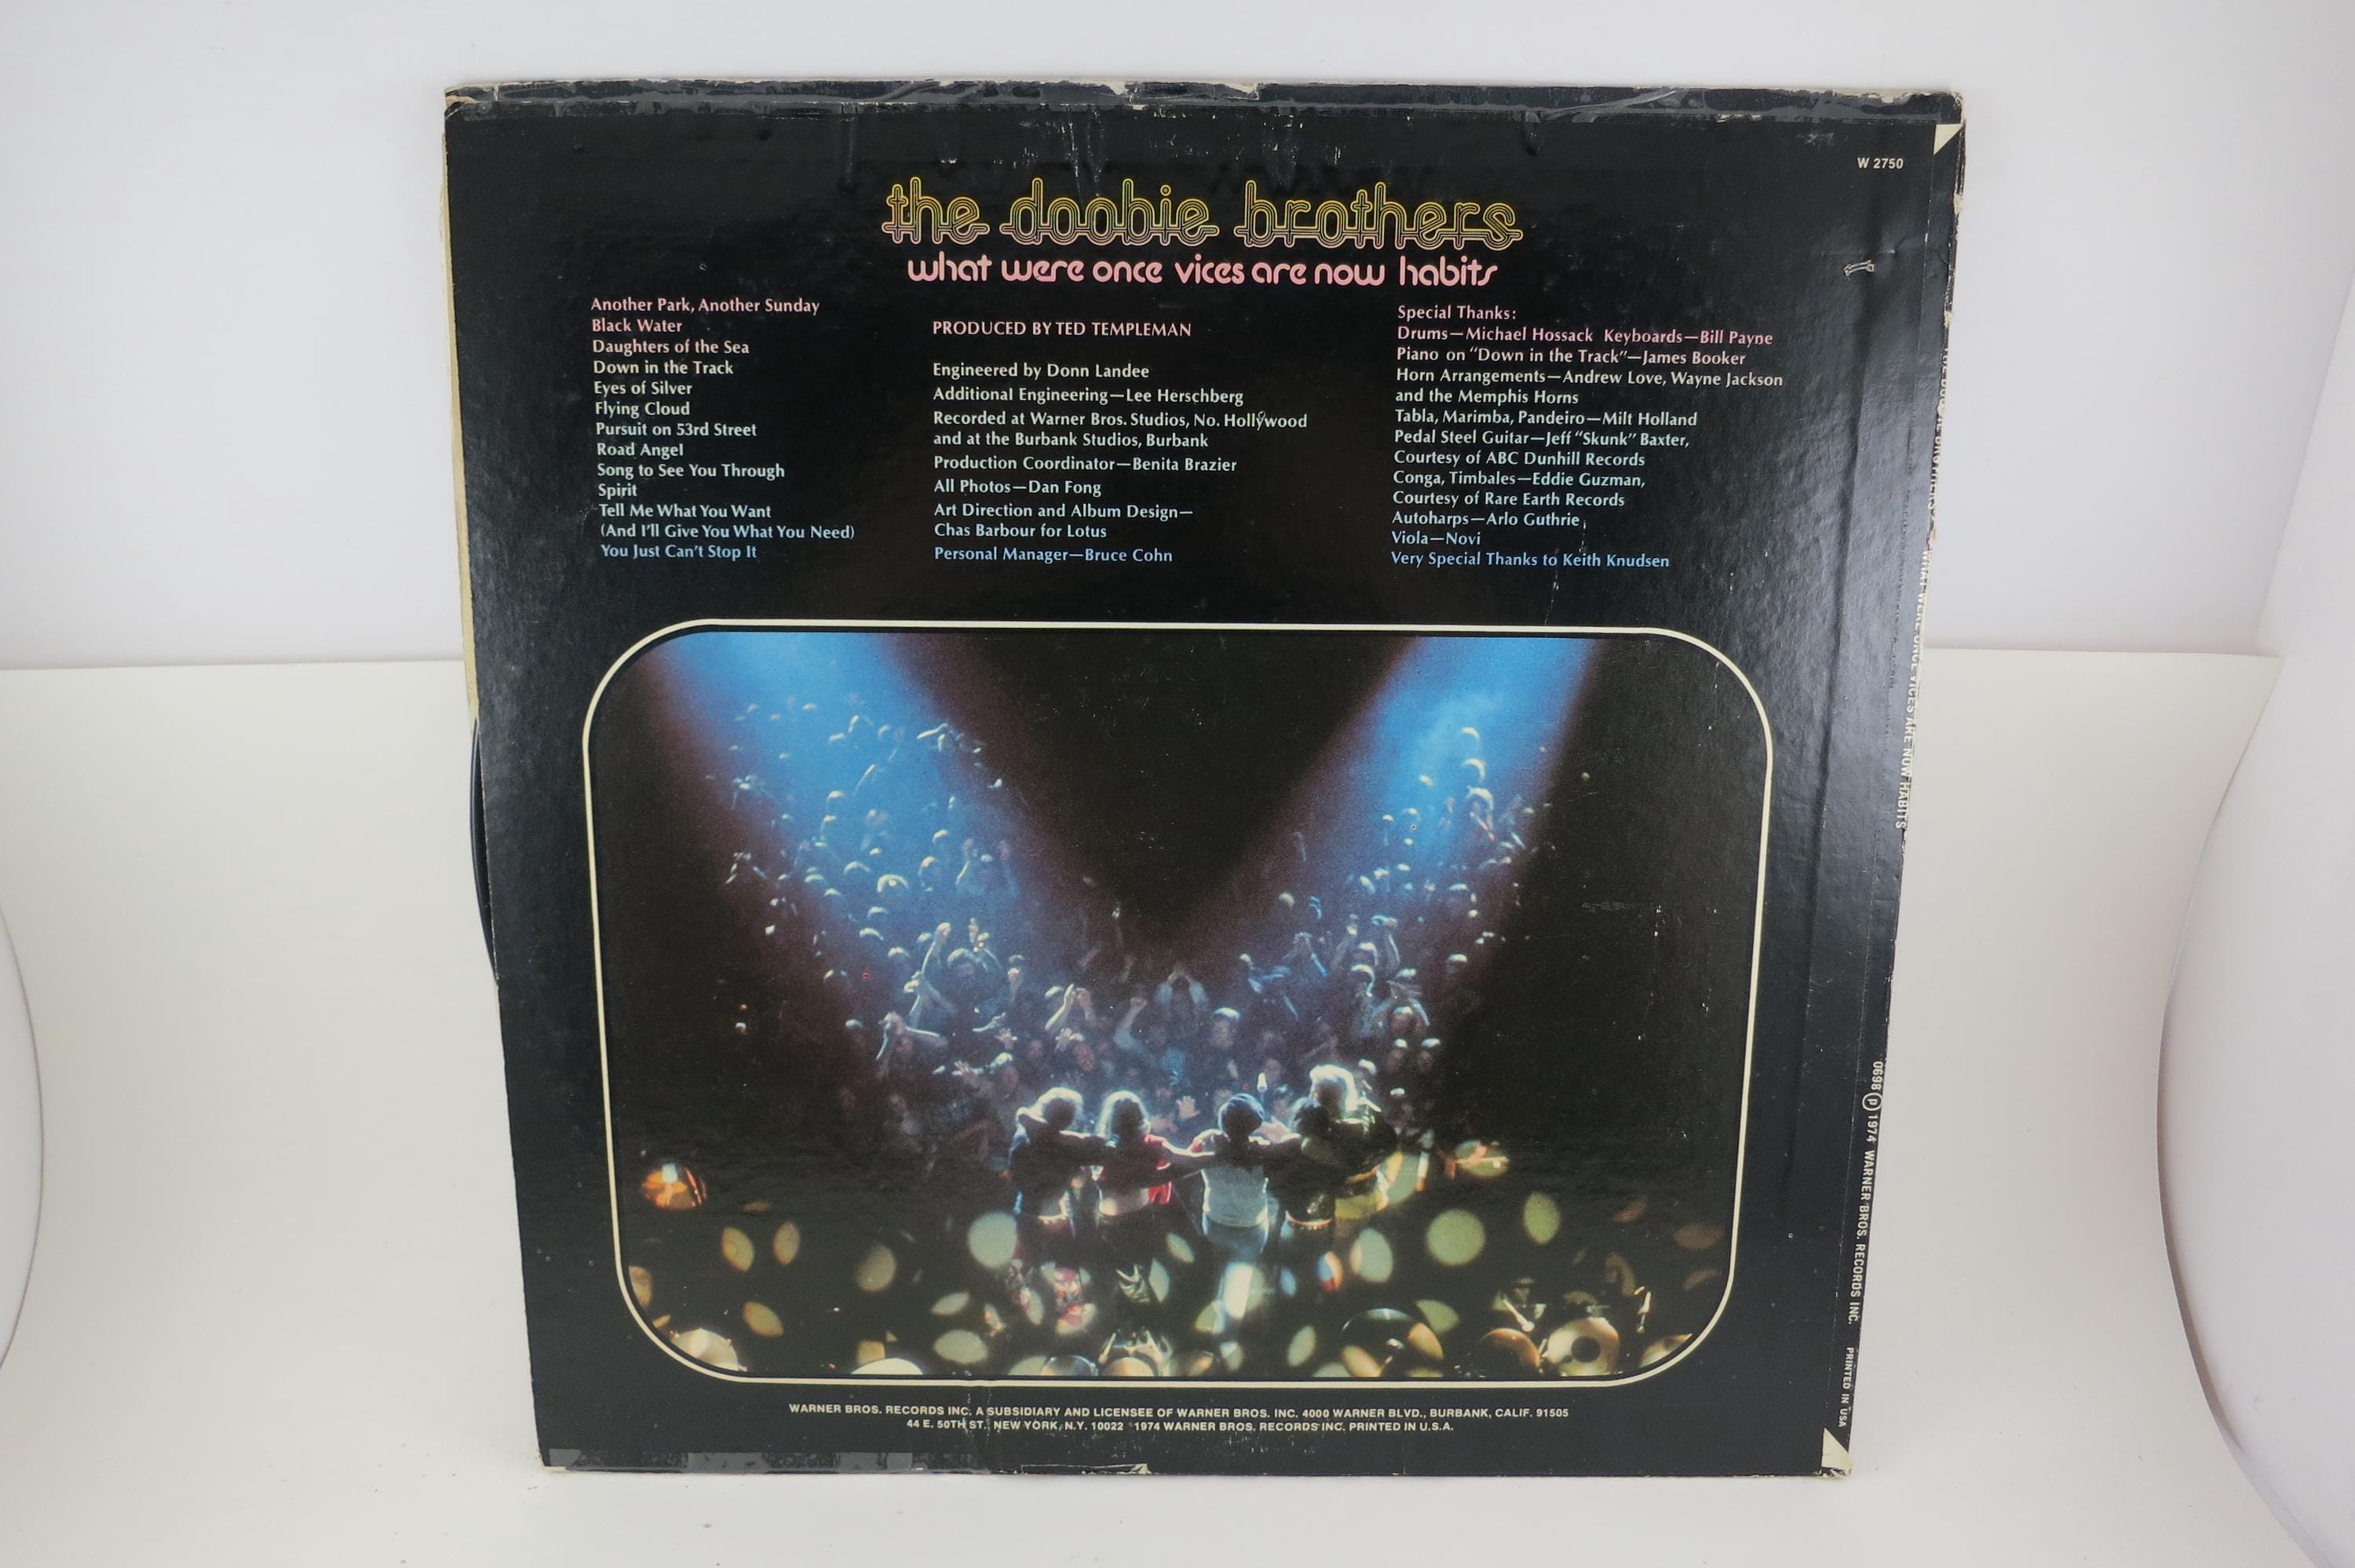 W 2750
the doobie brothers
what were once vices are now habits
Another Park, Another Sunday
Black Water
Daughters of the Sea
Down in the Track
Eyes of Silver
Flying Cloud
Pursuit on 53rd Street
Road Angel
Song to See You Through
Spirit
Tell Me What You Want
(And I'll Give You What You Need)
You Just Can't Stop It
PRODUCED BY TED TEMPLEMAN
Engineered by Donn Landee
Additional Engineering—Lee Herschberg
Recorded at Warner Bros. Studios, No. Hollywood
and at the Burbank Studios, Burbank
Production Coordinator—Benita Brazier
All Photos—Dan Fong
Art Direction and Album Design—
Chas Barbour for Lotus
Personal Manager—Bruce Cohn
Special Thanks:
Drums—Michael Hossack Keyboards—Bill Payne
Piano on "Down in the Track"—James Booker
Horn Arrangements—Andrew Love, Wayne Jackson
and the Memphis Horns
Tabla, Marimba, Pandeiro—Milt Holland
Pedal Steel Guitar—Jeff "Skunk" Baxter,
Courtesy of ABC Dunhill Records
Conga, Timbales—Eddie Guzman,
Courtesy of Rare Earth Records
Autoharps—Arlo Guthrie
Viola—Novi
Very Special Thanks to Keith Knudsen
WARNER BROS. RECORDS INC. A SUBSIDIARY AND LICENSEE OF WARNER BROS. INC. 4000 WARNER BLVD., BURBANK, CALIF. 91505
44 E. 50TH ST., NEW YORK, N.Y. 10022 1974 WARNER BROS. RECORDS INC. PRINTED IN U.S.A.
WHAT WERE ONCE VICES ARE NOW HABITS
0698 ℗ 1974 WARNER BROS. RECORDS INC. PRINTED IN USA